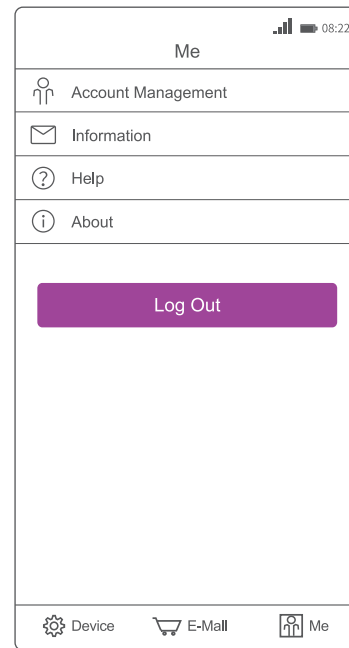 08:22
Me
Account Management
Information
Help
About
Log Out
Device E-Mall Me